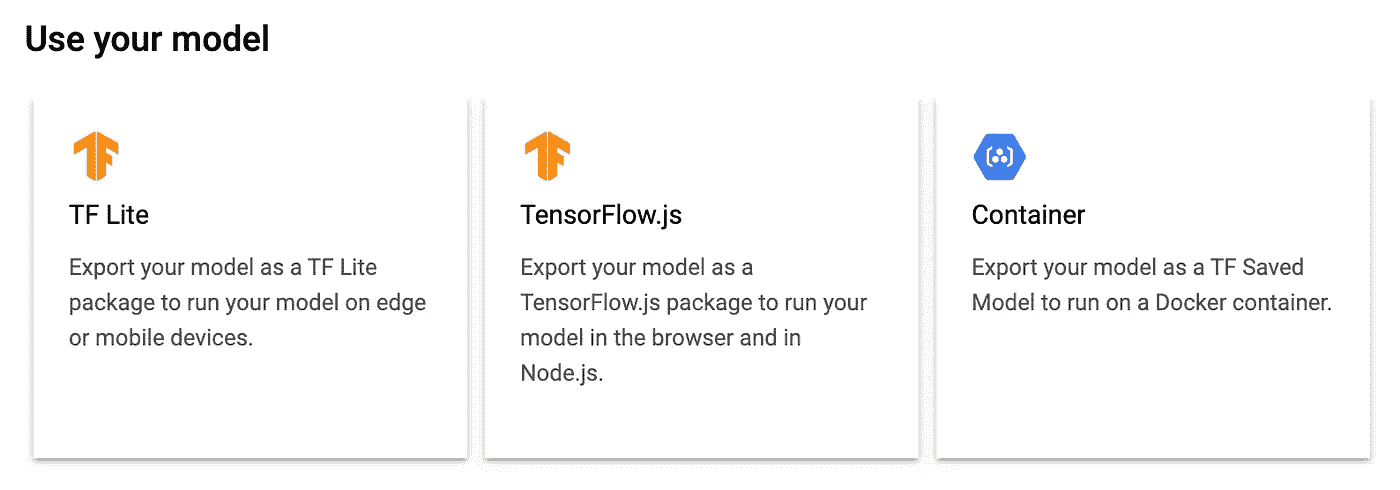 Use your model
TF Lite
Export your model as a TF Lite
package to run your model on edge
or mobile devices.
TensorFlow.js
Export your model as a
TensorFlow.js package to run your
model in the browser and in
Node.js.
Container
Export your model as a TF Saved
Model to run on a Docker container.